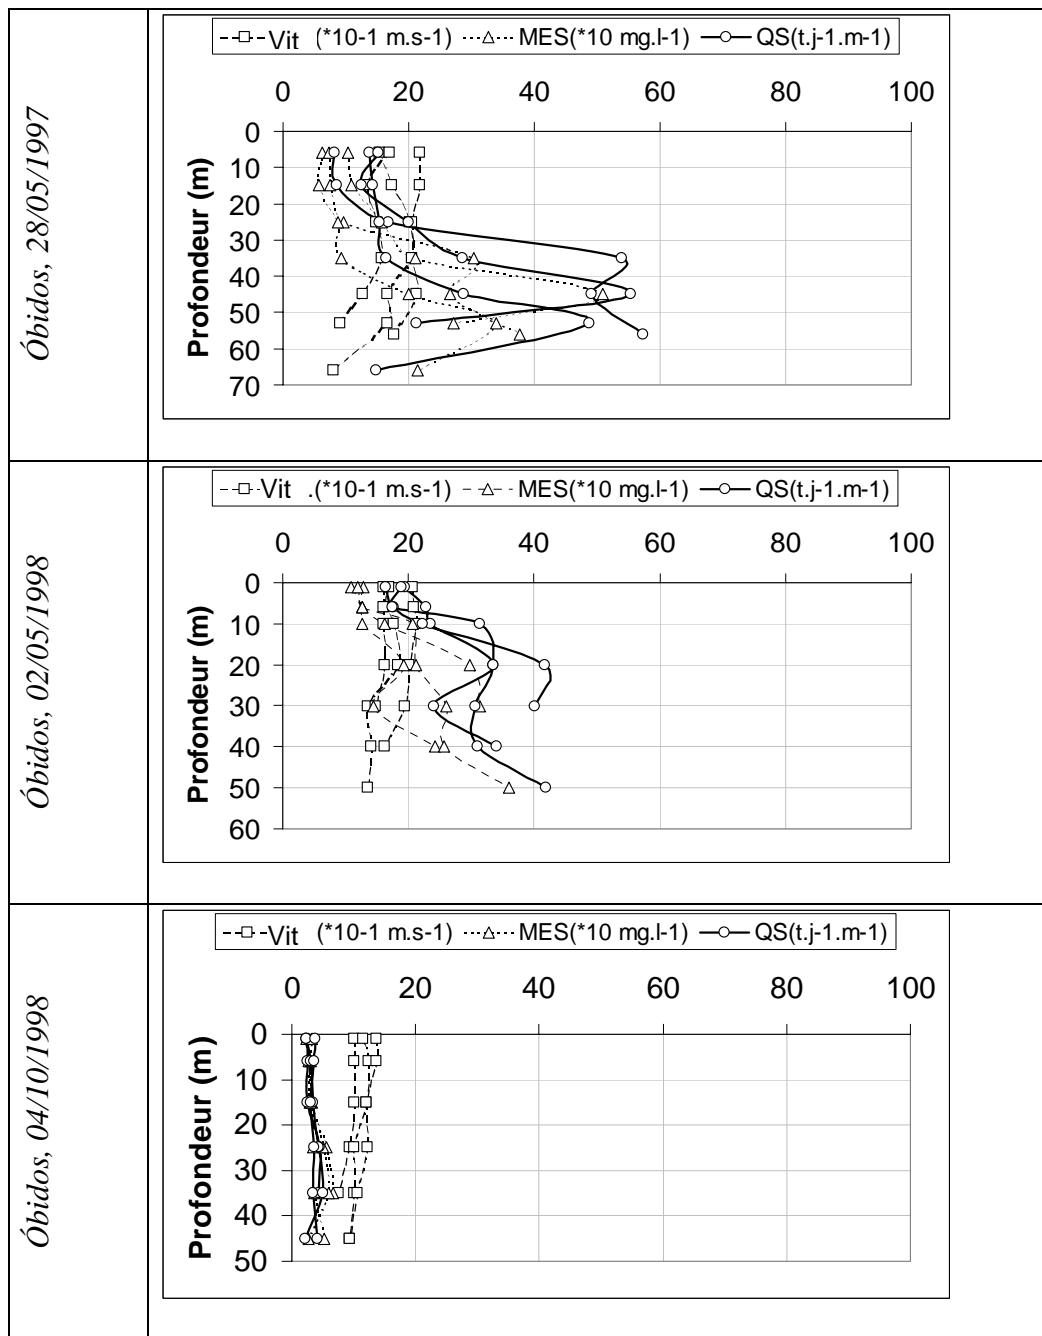 Óbidos, 28/05/1997
Vit (*10-1 m.s-1) MES(*10 mg.l-1) QS(t.j-1.m-1)
0 20 40 60 80 100
Profondeur (m)
0
10
20
30
40
50
60
70
Óbidos, 02/05/1998
Vit .(*10-1 m.s-1) MES(*10 mg.l-1) QS(t.j-1.m-1)
0 20 40 60 80 100
Profondeur (m)
0
10
20
30
40
50
60
Óbidos, 04/10/1998
Vit (*10-1 m.s-1) MES(*10 mg.l-1) QS(t.j-1.m-1)
0 20 40 60 80 100
Profondeur (m)
0
10
20
30
40
50